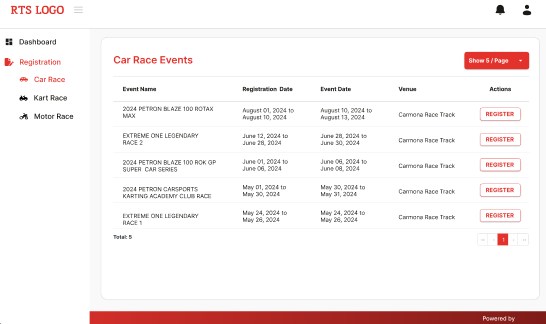 RTS LOGO
Dashboard
Registration
Car Race
Kart Race
Motor Race
Car Race Events
Show 5 / Page
Event Name Registration Date Event Date Venue Actions
2024 PETRON BLAZE 100 ROTAX MAX August 01, 2024 to August 10, 2024 August 10, 2024 to August 13, 2024 Carmona Race Track REGISTER
EXTREME ONE LEGENDARY RACE 2 June 12, 2024 to June 28, 2024 June 28, 2024 to June 30, 2024 Carmona Race Track REGISTER
2024 PETRON BLAZE 100 ROK GP SUPER CAR SERIES June 01, 2024 to June 06, 2024 June 06, 2024 to June 08, 2024 Carmona Race Track REGISTER
2024 PETRON CARSPORTS KARTING ACADEMY CLUB RACE May 01, 2024 to May 30, 2024 May 30, 2024 to May 31, 2024 Carmona Race Track REGISTER
EXTREME ONE LEGENDARY RACE 1 May 24, 2024 to May 26, 2024 May 24, 2024 to May 26, 2024 Carmona Race Track REGISTER
Total: 5
1
Powered by